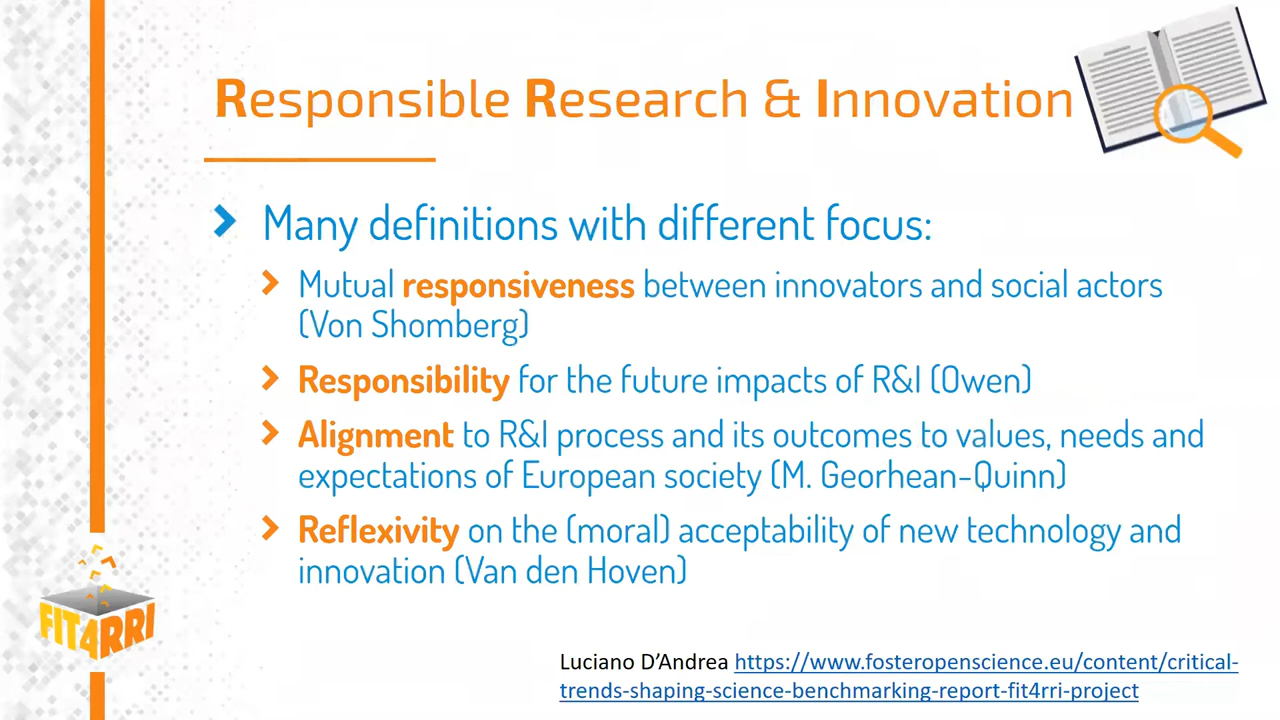 Responsible Research & Innovation
Many definitions with different focus:
Mutual responsiveness between innovators and social actors
(Von Shomberg)
Responsibility for the future impacts of R&I (Owen)
Alignment to R&I process and its outcomes to values, needs and
expectations of European society (M. Georhean-Quinn)
Reflexivity on the (moral) acceptability of new technology and
innovation (Van den Hoven)
FIT4RRI
Luciano D’Andrea https://www.fosteropenscience.eu/content/critical-
trends-shaping-science-benchmarking-report-fit4rri-project